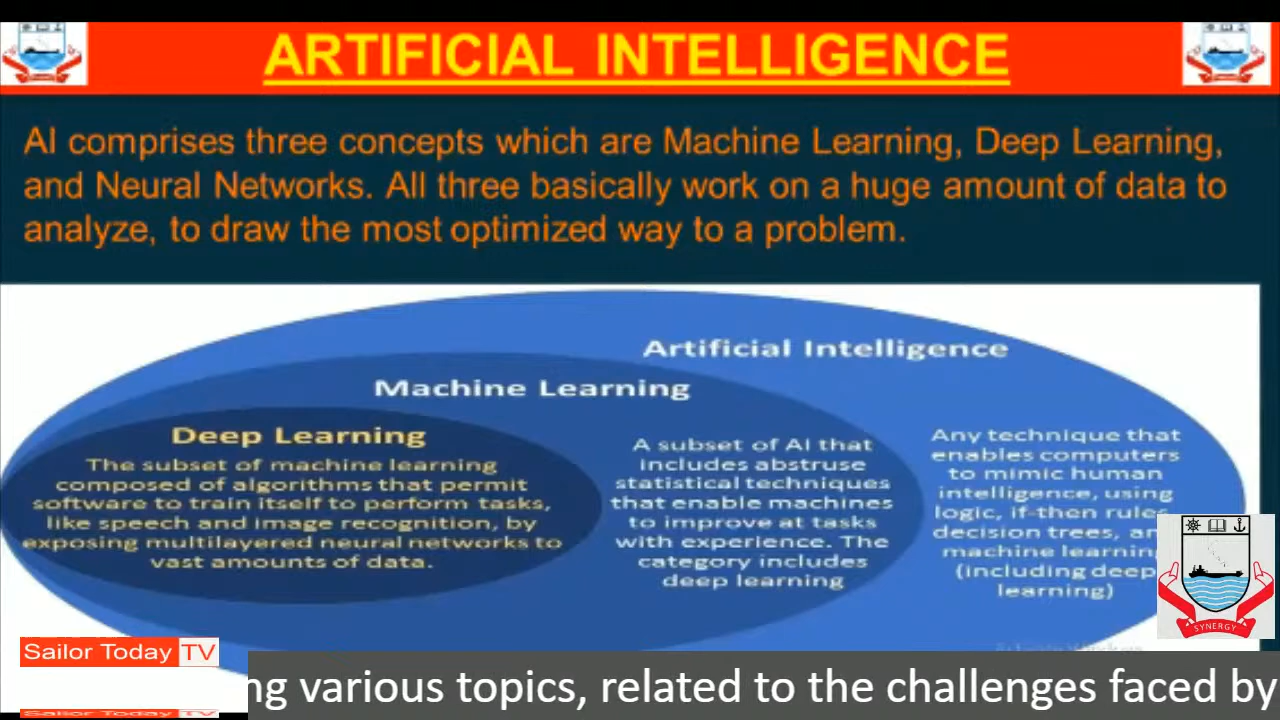 ARTIFICIAL INTELLIGENCE
AI comprises three concepts which are Machine Learning, Deep Learning,
and Neural Networks. All three basically work on a huge amount of data to
analyze, to draw the most optimized way to a problem.
Artificial Intelligence
Machine Learning
Deep Learning
The subset of machine learning
composed of algorithms that permit
software to train itself to perform tasks,
like speech and image recognition, by
exposing multilayered neural networks to
vast amounts of data.
A subset of AI that
includes abstruse
statistical techniques
that enable machines
to improve at tasks
with experience. The
category includes
deep learning
Any technique that
enables computers
to mimic human
intelligence, using
logic, if-then rules,
decision trees, an
machine learning
(including deep
learning)
SYNERGY
Sailor Today TV
ng various topics, related to the challenges faced by
Sailor Today TV